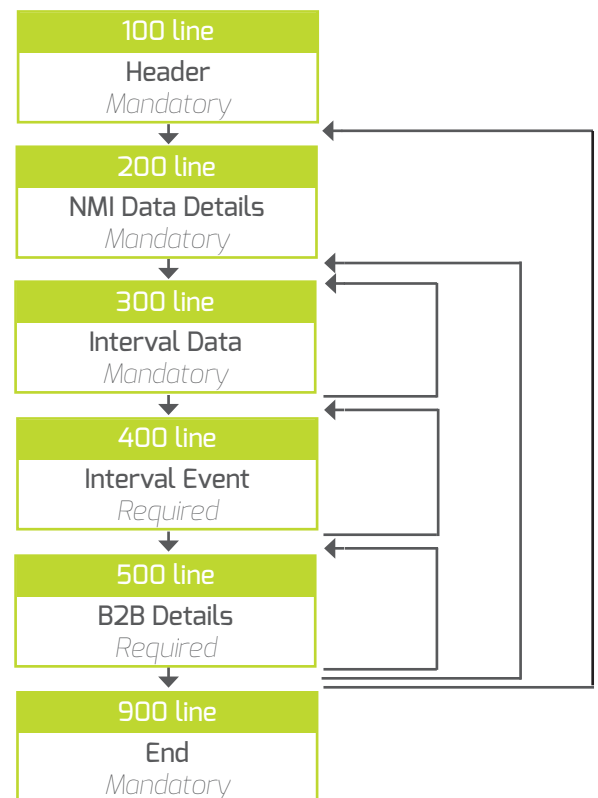 100 line
Header
Mandatory
200 line
NMI Data Details
Mandatory
300 line
Interval Data
Mandatory
400 line
Interval Event
Required
500 line
B2B Details
Required
900 line
End
Mandatory